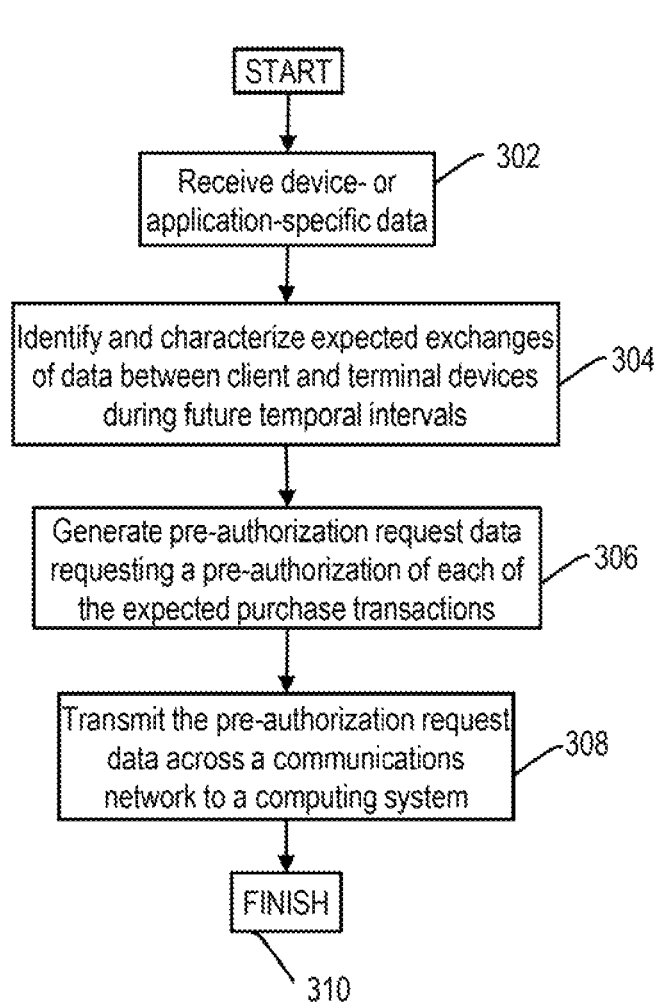 START
302
Receive device- or
application-specific data
Identify and characterize expected exchanges
of data between client and terminal devices
during future temporal intervals
304
Generate pre-authorization request data
requesting a pre-authorization of each of
the expected purchase transactions
306
Transmit the pre-authorization request
data across a communications
network to a computing system
308
FINISH
310